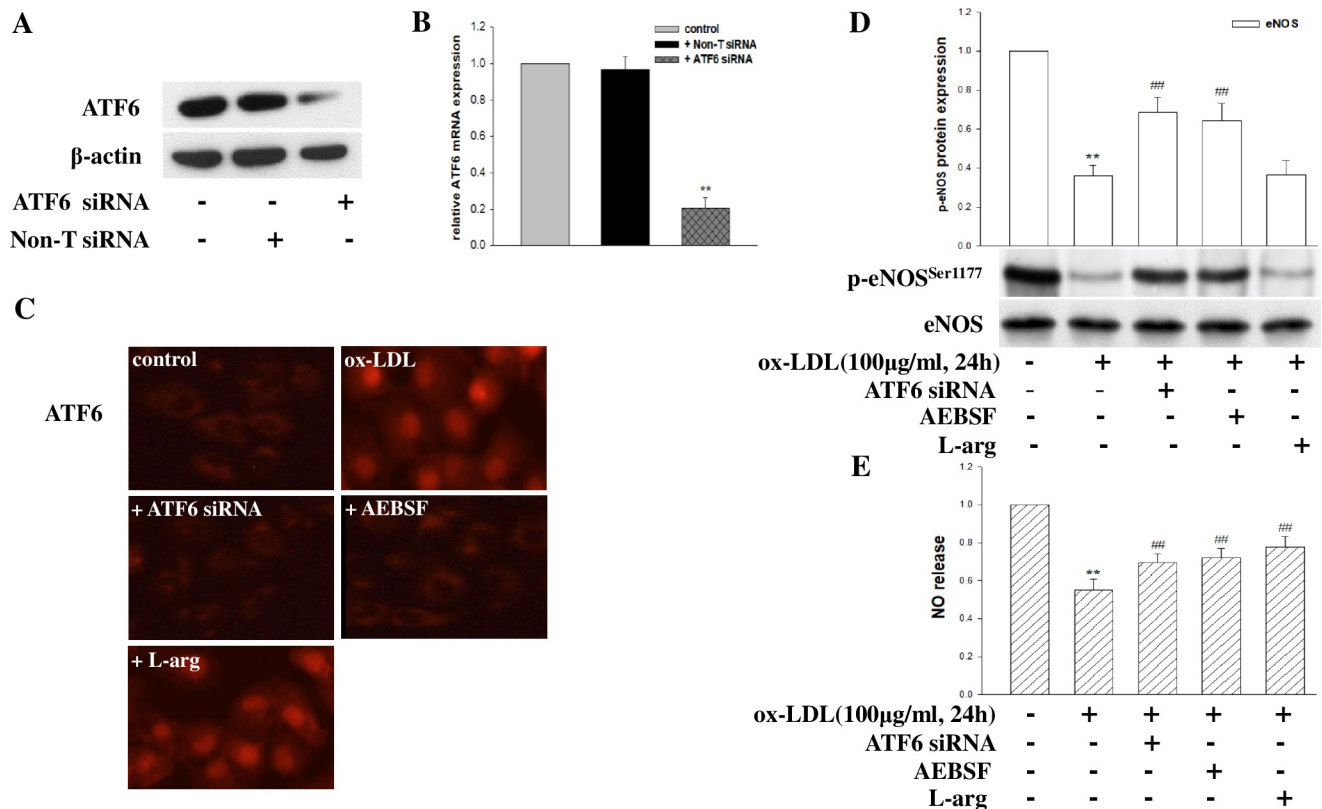 A
ATF6
β-actin
ATF6 siRNA - - +
Non-T siRNA - + -
B
relative ATF6 mRNA expression
1.2
1.0
0.8
0.6
0.4
0.2
0.0
control
+ Non-T siRNA
+ ATF6 siRNA
**
C
ATF6
control
ox-LDL
+ ATF6 siRNA
+ AEBSF
+ L-arg
D
p-eNOS protein expression
1.2
1.0
0.8
0.6
0.4
0.2
0.0
eNOS
**
##
##
p-eNOSSer1177
eNOS
ox-LDL(100μg/ml, 24h) - + + + +
ATF6 siRNA - - + - -
AEBSF - - - + -
L-arg - - - - +
E
NO release
1.2
1.0
0.8
0.6
0.4
0.2
0.0
**
##
##
##
ox-LDL(100μg/ml, 24h) - + + + +
ATF6 siRNA - - + - -
AEBSF - - - + -
L-arg - - - - +